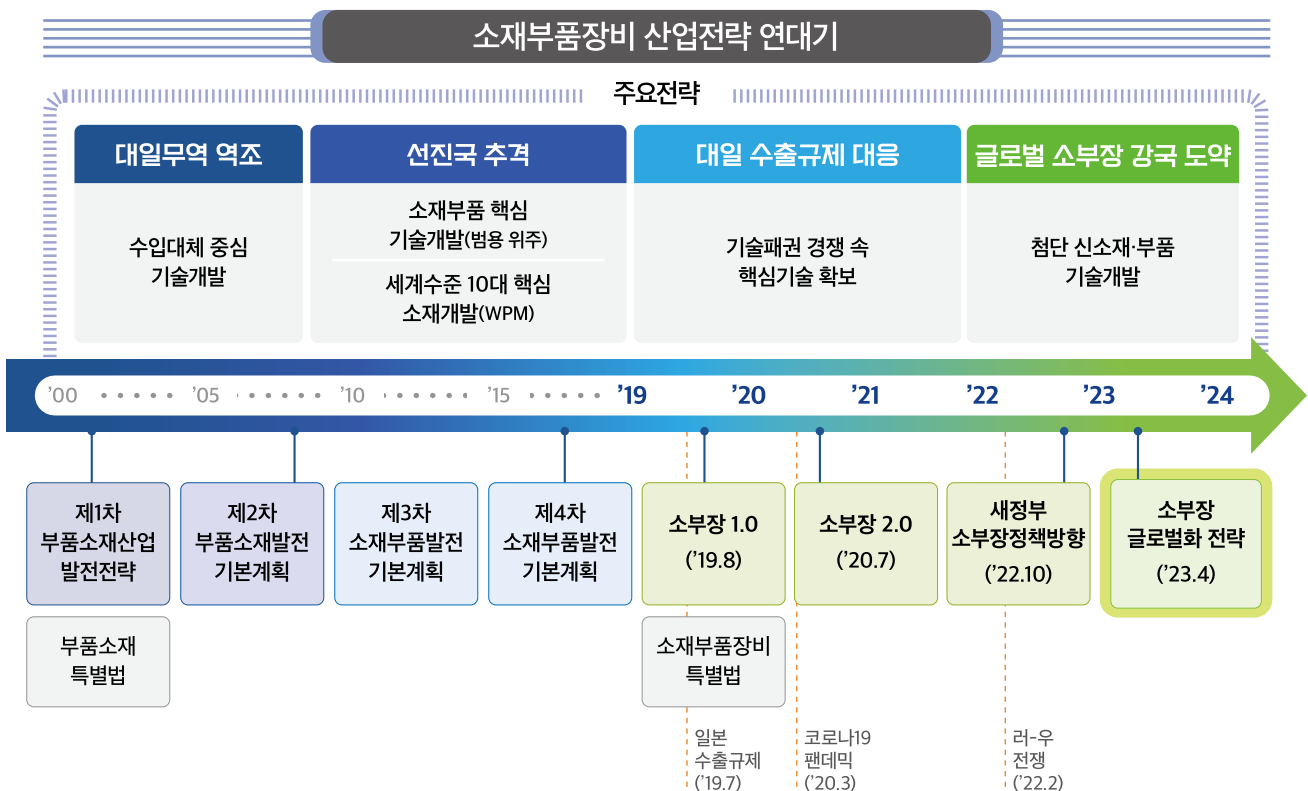 소재부품장비 산업전략 연대기
주요전략
대일무역 역조
수입대체 중심
기술개발
선진국 추격
소재부품 핵심
기술개발(범용 위주)
세계수준 10대 핵심
소재개발(WPM)
대일 수출규제 대응
기술패권 경쟁 속
핵심기술 확보
글로벌 소부장 강국 도약
첨단 신소재·부품
기술개발
’00 ’05 ’10 ’15 ’19 ’20 ’21 ’22 ’23 ’24
제1차
부품소재산업
발전전략
부품소재
특별법
제2차
부품소재발전
기본계획
제3차
소재부품발전
기본계획
제4차
소재부품발전
기본계획
소부장 1.0
(’19.8)
소재부품장비
특별법
소부장 2.0
(’20.7)
새정부
소부장정책방향
(’22.10)
소부장
글로벌화 전략
(’23.4)
일본
수출규제
(’19.7)
코로나19
팬데믹
(’20.3)
러-우
전쟁
(’22.2)